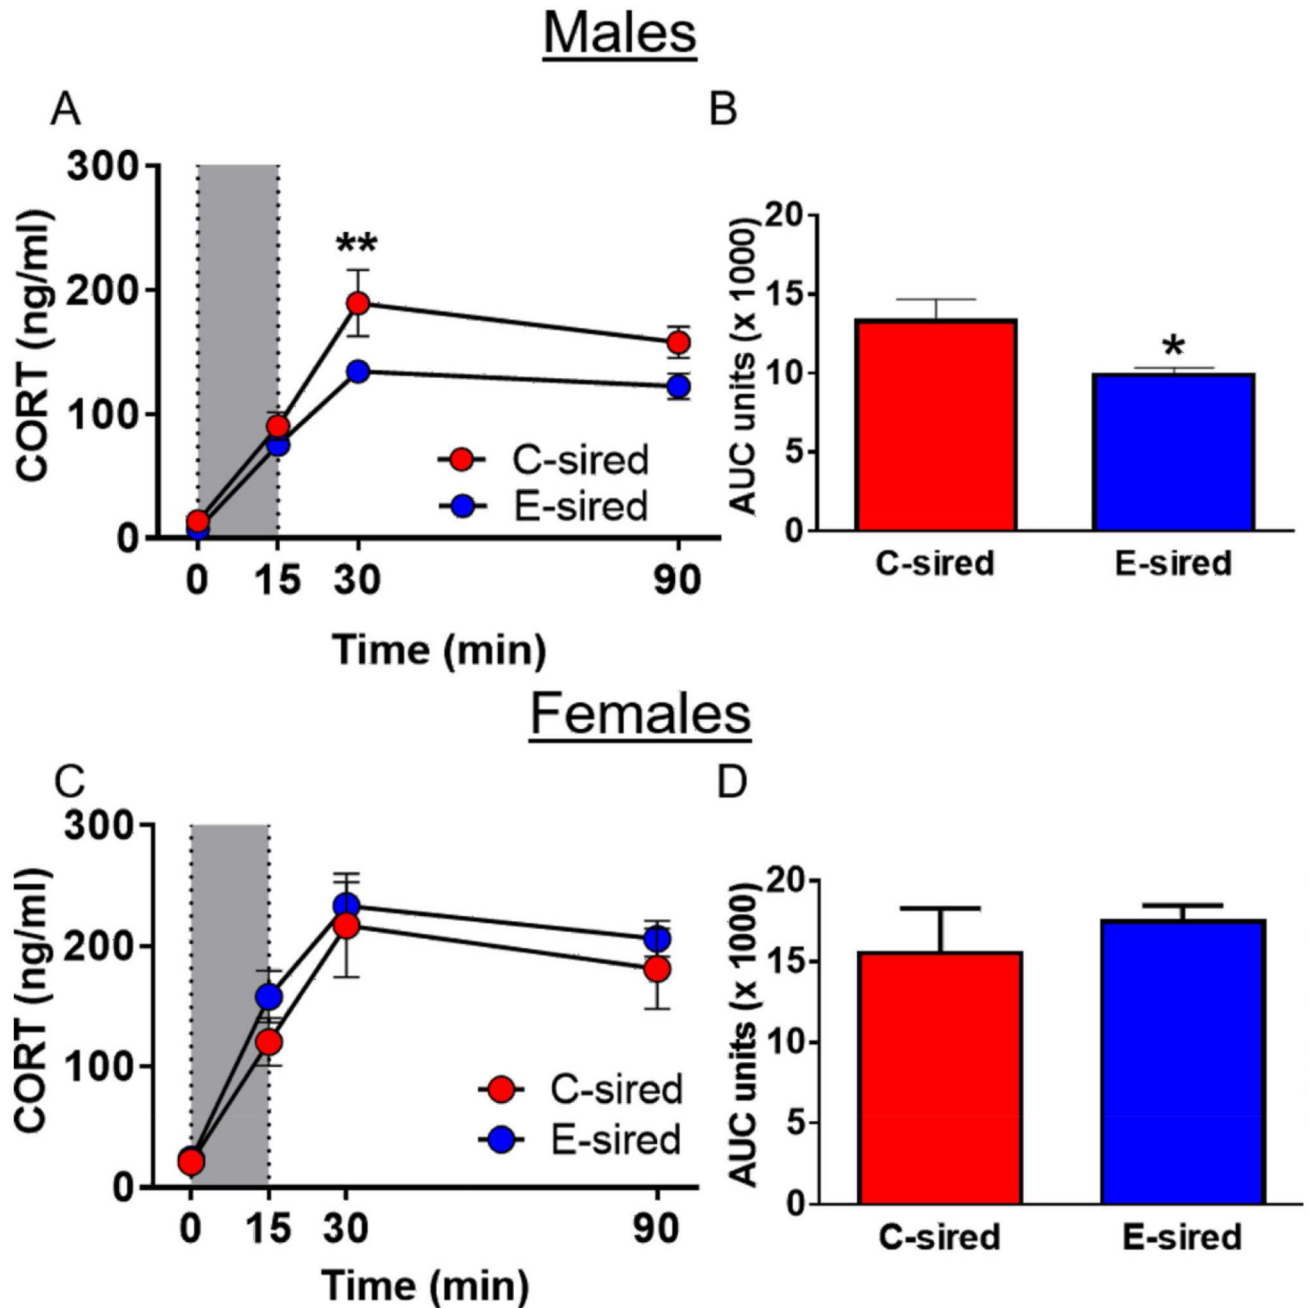 Males
A
B
300
200
100
0
CORT (ng/ml)
**
C-sired
E-sired
0 15 30 90
Time (min)
20
15
10
5
0
AUC units (x 1000)
*
C-sired E-sired
Females
C
D
300
200
100
0
CORT (ng/ml)
C-sired
E-sired
0 15 30 90
Time (min)
20
15
10
5
0
AUC units (x 1000)
C-sired E-sired